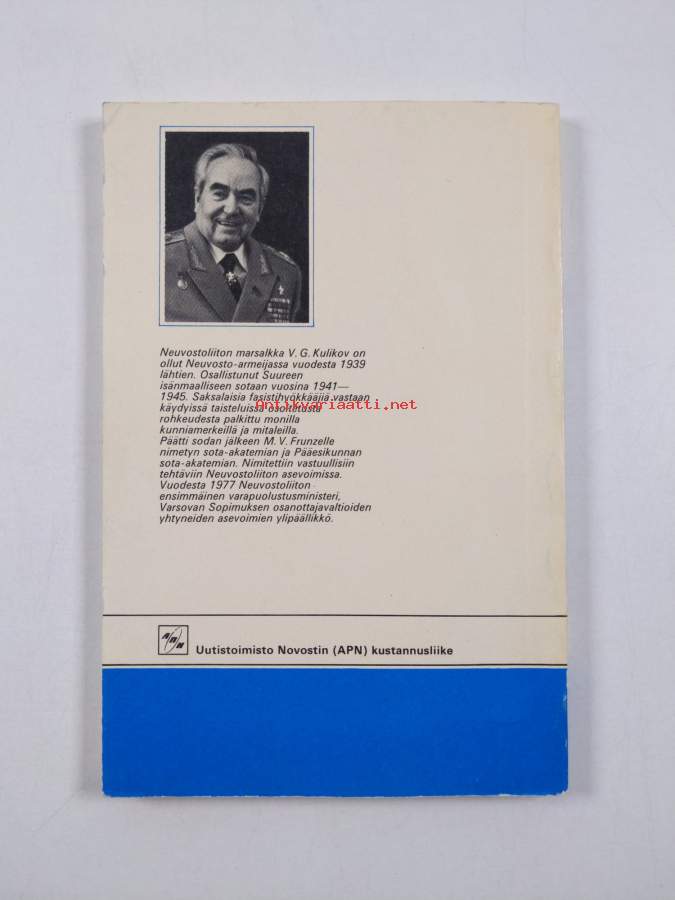 Neuvostoliiton marsalkka V. G. Kulikov on
ollut Neuvosto-armeijassa vuodesta 1939
lähtien. Osallistunut Suureen
isänmaalliseen sotaan vuosina 1941—
1945. Saksalaisia fasistihyökkääjiä vastaan
käydyissä taisteluissa osoitetusta
Antikvariaatti.net
rohkeudesta palkittu monilla
kunniamerkeillä ja mitaleilla.
Päätti sodan jälkeen M. V. Frunzelle
nimetyn sota-akatemian ja Pääesikunnan
sota-akatemian. Nimitettiin vastuullisiin
tehtäviin Neuvostoliiton asevoimissa.
Vuodesta 1977 Neuvostoliiton
ensimmäinen varapuolustusministeri,
Varsovan Sopimuksen osanottajavaltioiden
yhtyneiden asevoimien ylipäällikkö.
апн
Uutistoimisto Novostin (APN) kustannusliike